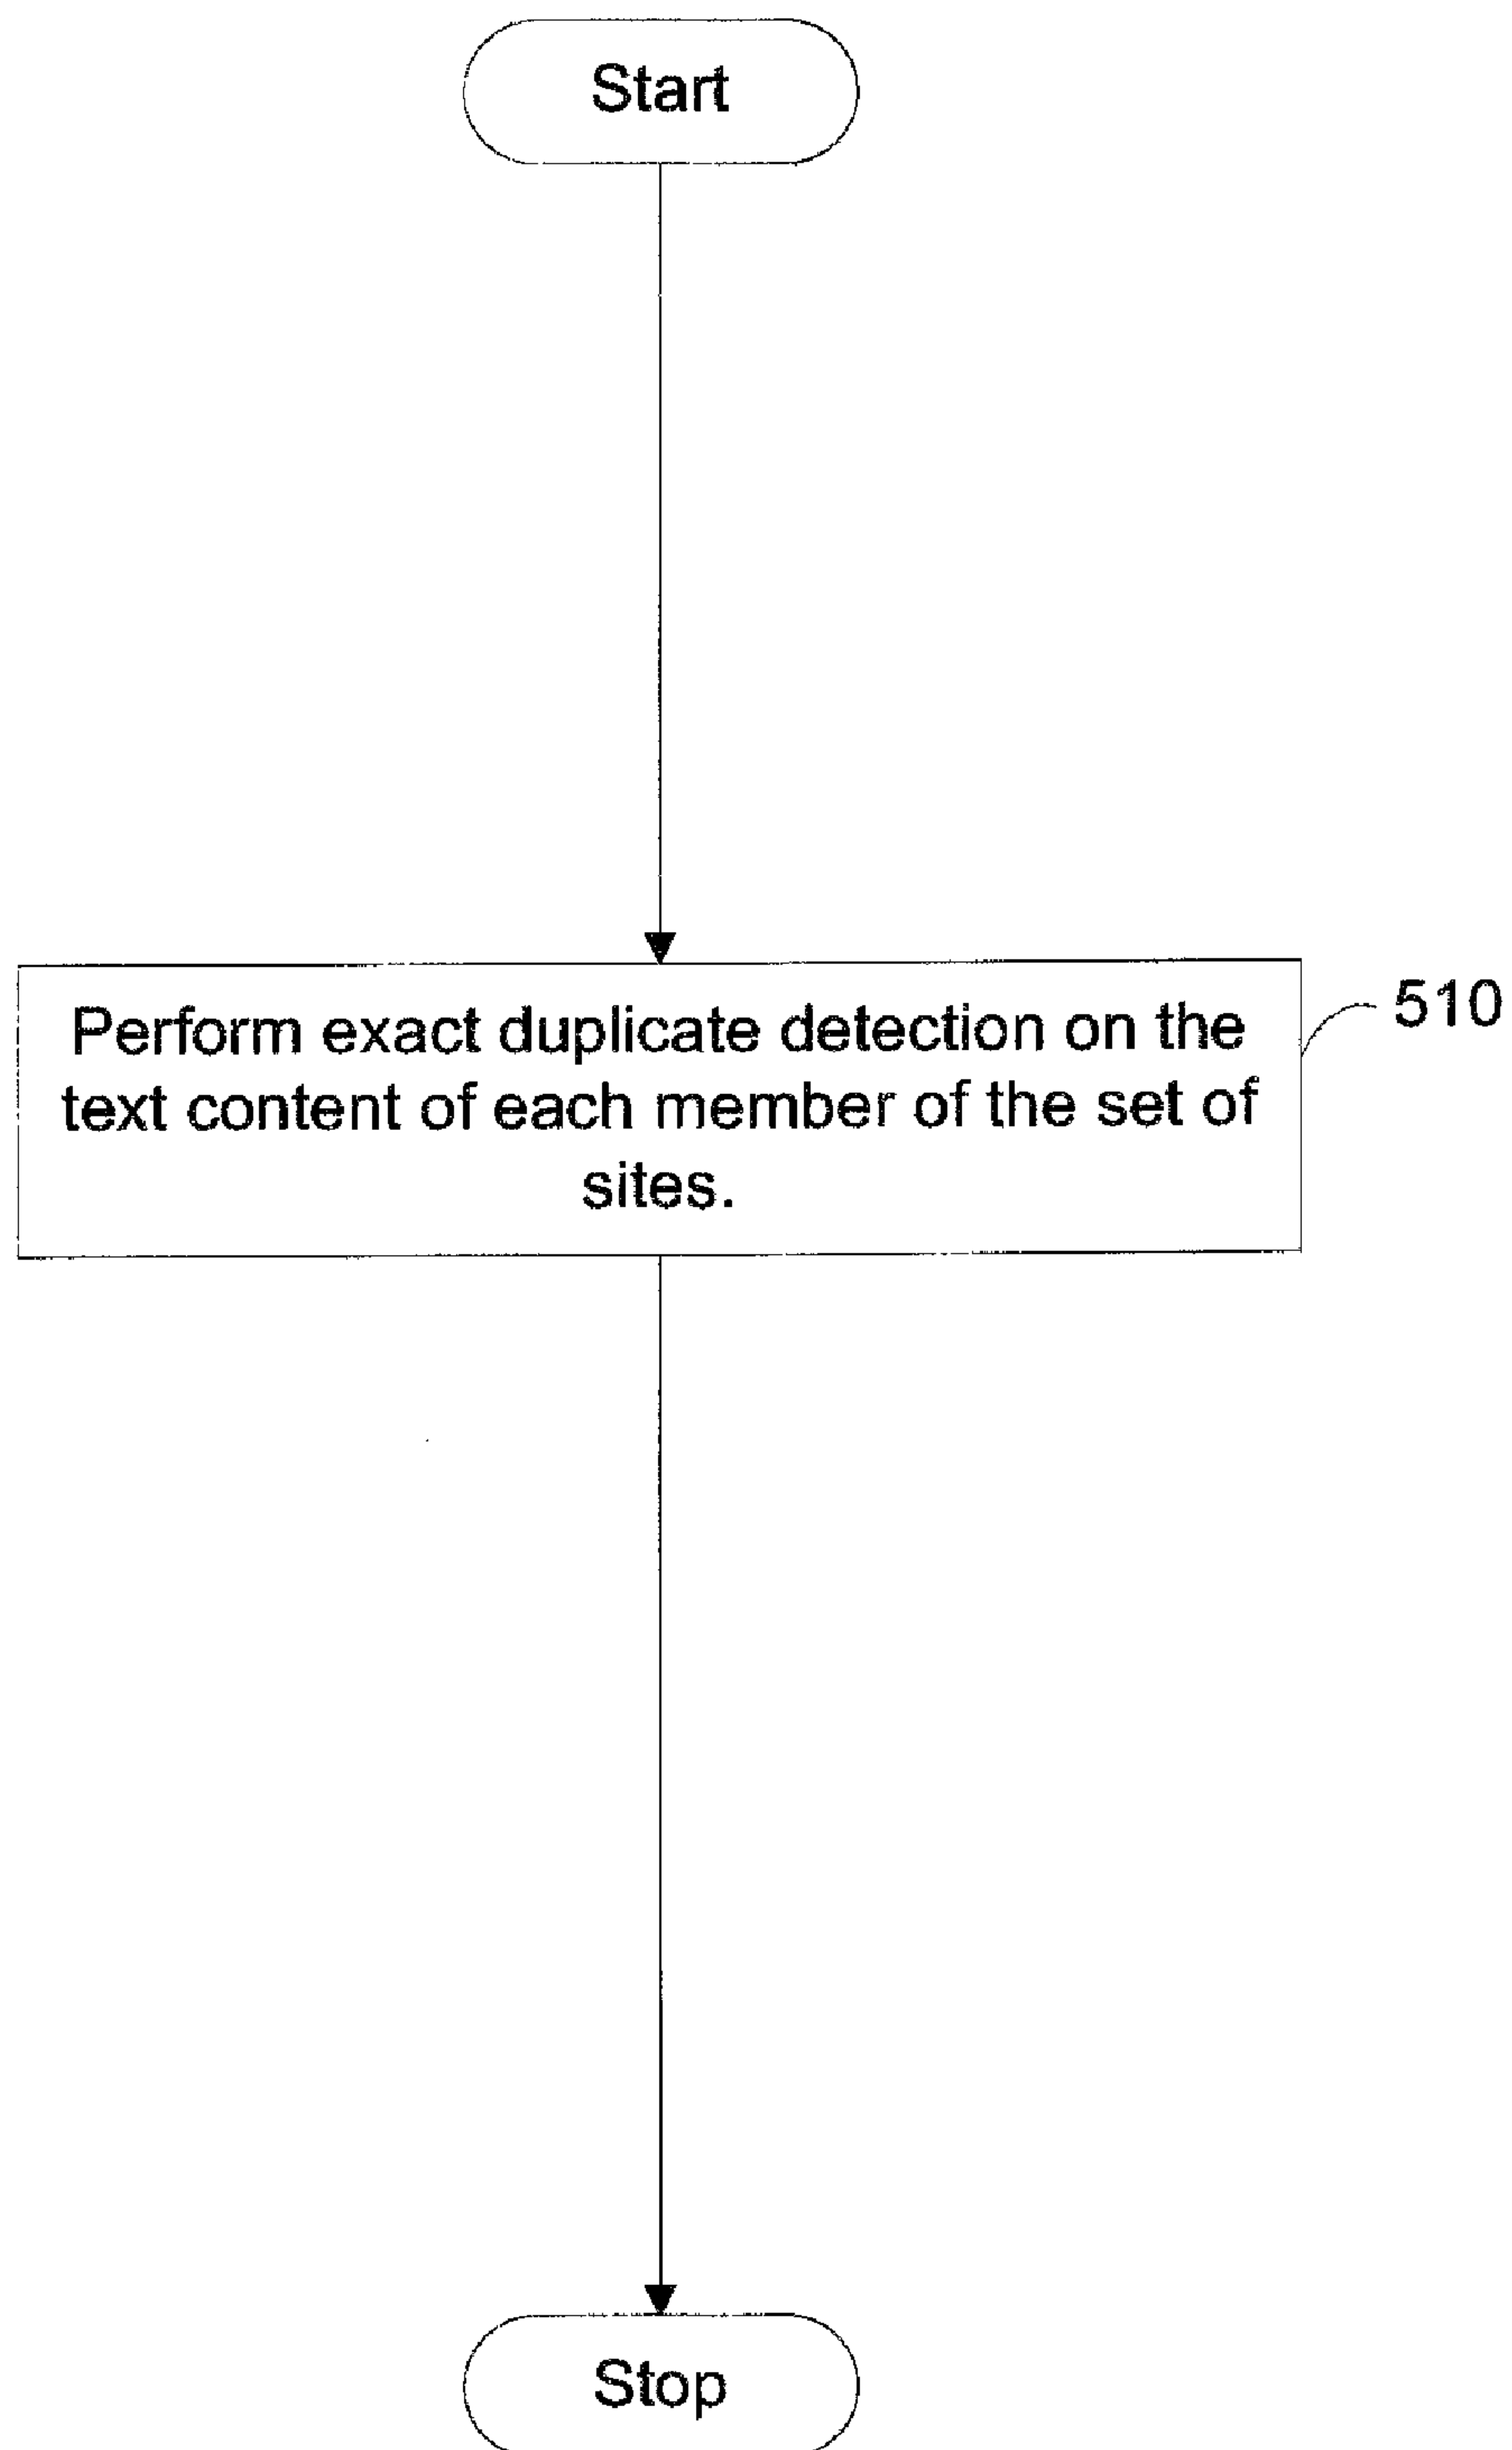 Start
Perform exact duplicate detection on the
text content of each member of the set of
sites.
510
Stop